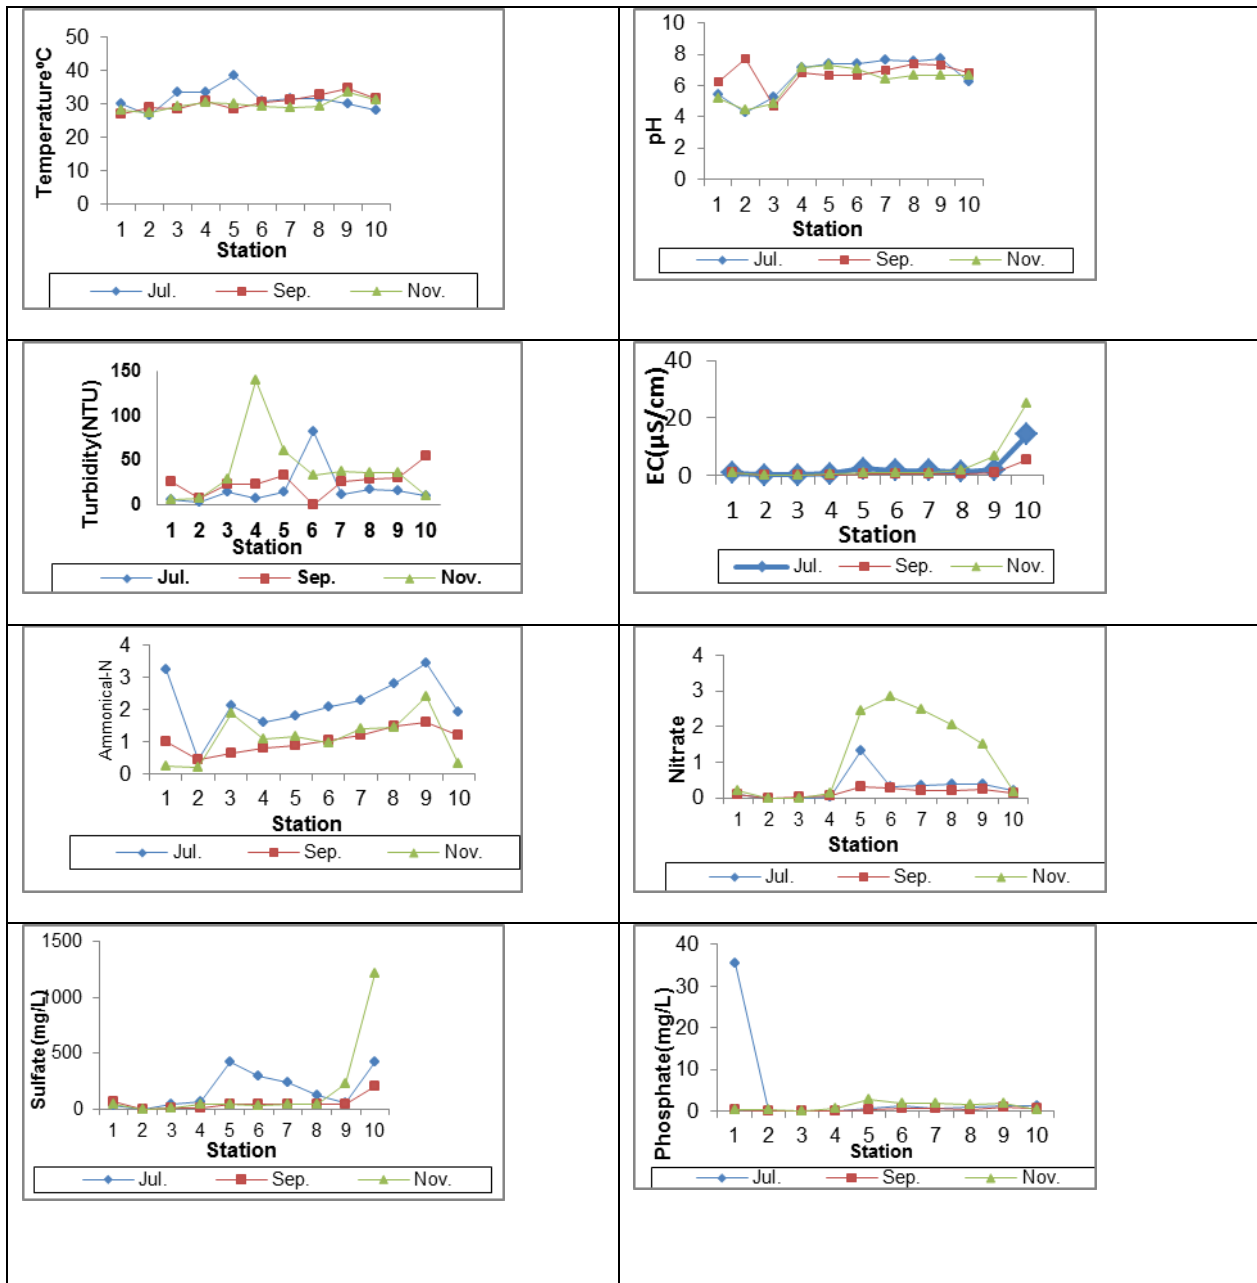 Temperature⁰C
50
40
30
20
10
0
1 2 3 4 5 6 7 8 9 10
Station
Jul. Sep. Nov.
pH
10
8
6
4
2
0
1 2 3 4 5 6 7 8 9 10
Station
Jul. Sep. Nov.
Turbidity(NTU)
150
100
50
0
1 2 3 4 5 6 7 8 9 10
Station
Jul. Sep. Nov.
EC(µS/cm)
40
20
0
1 2 3 4 5 6 7 8 9 10
Station
Jul. Sep. Nov.
Ammonical-N
4
3
2
1
0
1 2 3 4 5 6 7 8 9 10
Station
Jul. Sep. Nov.
Nitrate
4
3
2
1
0
1 2 3 4 5 6 7 8 9 10
Station
Jul. Sep. Nov.
Sulfate(mg/L)
1500
1000
500
0
1 2 3 4 5 6 7 8 9 10
Station
Jul. Sep. Nov.
Phosphate(mg/L)
40
30
20
10
0
1 2 3 4 5 6 7 8 9 10
Station
Jul. Sep. Nov.